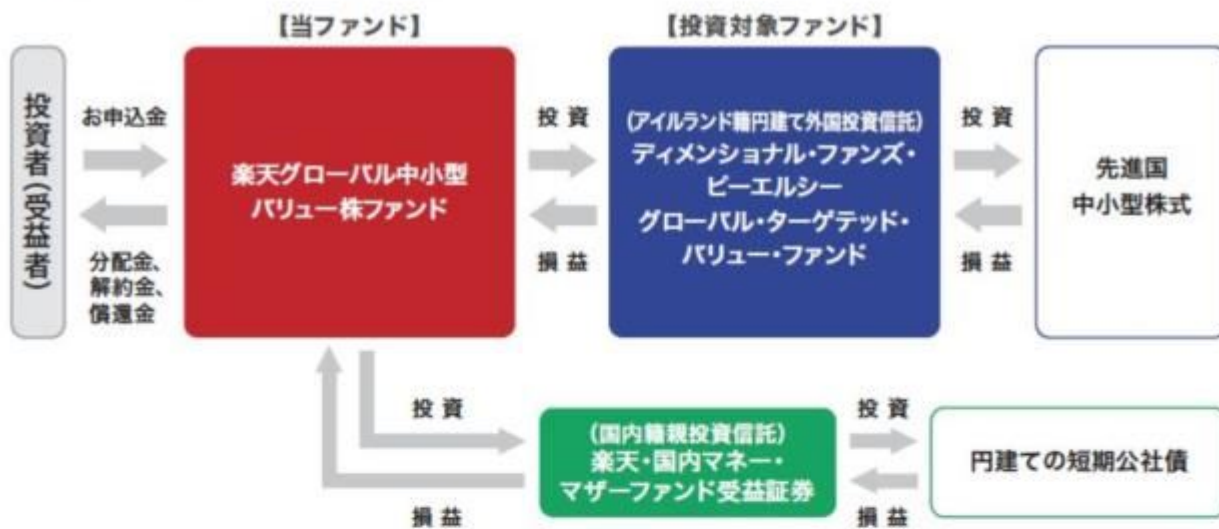 【当ファンド】
【投資対象ファンド】
投資者(受益者)
お申込金
分配金、
解約金、
償還金
楽天グローバル中小型
バリュー株ファンド
投資
損益
(アイルランド籍円建て外国投資信託)
ディメンショナル・ファンズ・
ピーエルシー
グローバル・ターゲテッド・
バリュー・ファンド
投資
損益
先進国
中小型株式
投資
損益
(国内籍親投資信託)
楽天・国内マネー・
マザーファンド受益証券
投資
損益
円建ての短期公社債